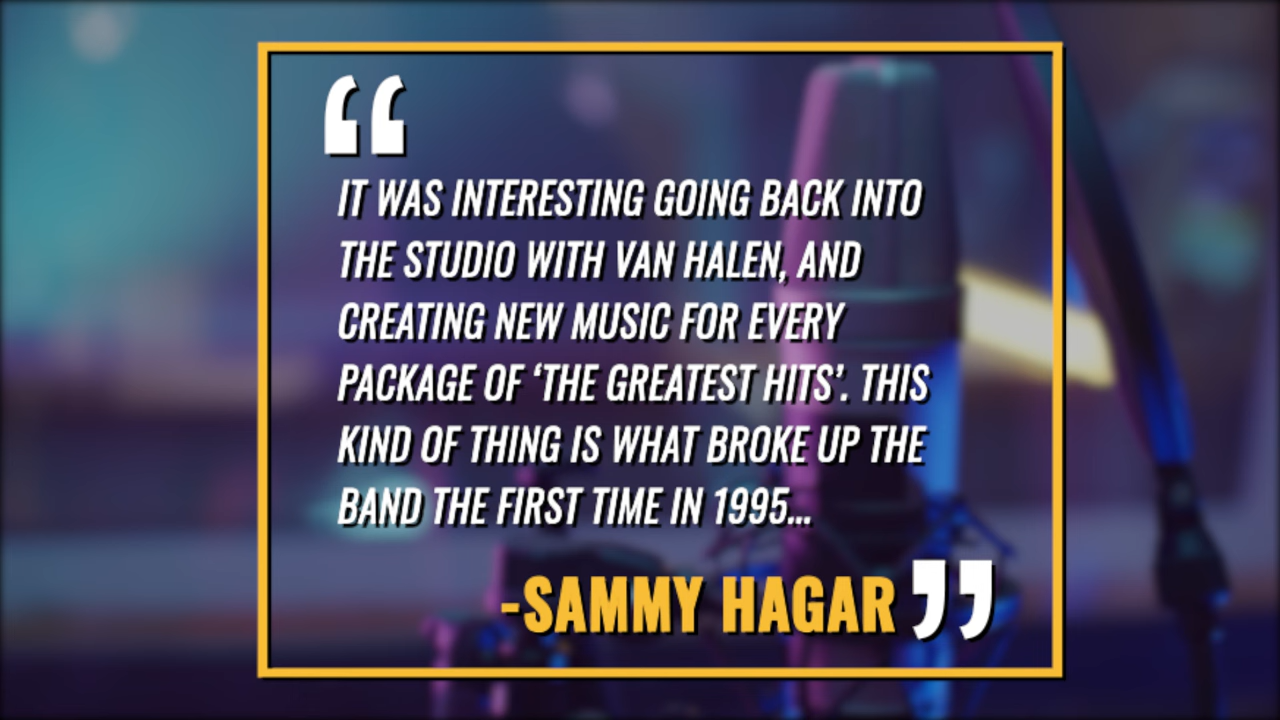 “
IT WAS INTERESTING GOING BACK INTO
THE STUDIO WITH VAN HALEN, AND
CREATING NEW MUSIC FOR EVERY
PACKAGE OF ‘THE GREATEST HITS’. THIS
KIND OF THING IS WHAT BROKE UP THE
BAND THE FIRST TIME IN 1995...
-SAMMY HAGAR ”